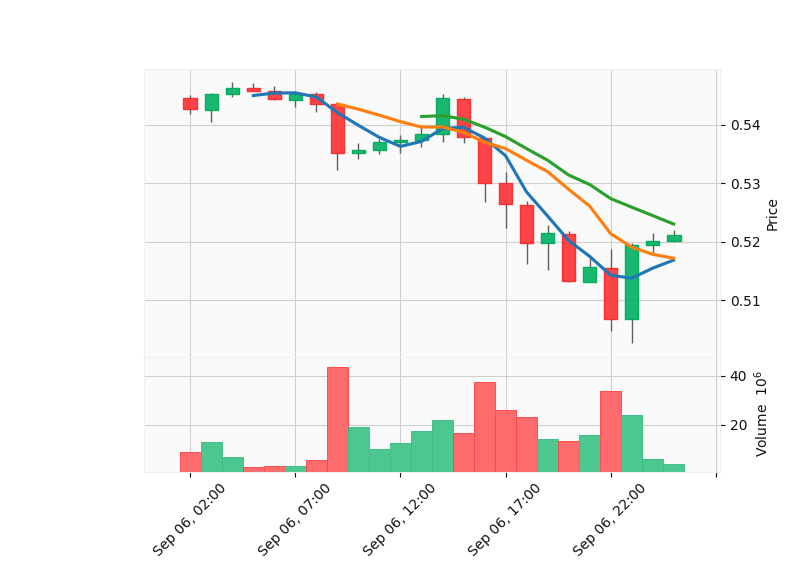 0.54
0.53
0.52
0.51
Price
40
20
Volume 10^6
Sep 06, 02:00
Sep 06, 07:00
Sep 06, 12:00
Sep 06, 17:00
Sep 06, 22:00